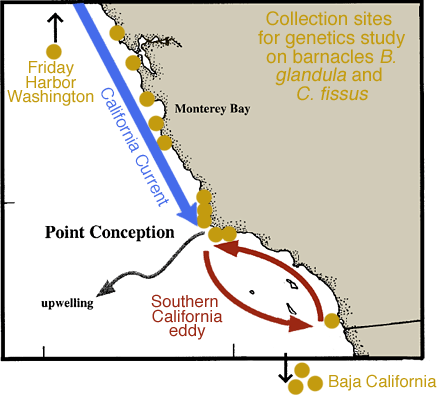 Collection sites
for genetics study
on barnacles B.
glandula and
C. fissus
Friday
Harbor
Washington
Monterey Bay
California Current
Point Conception
upwelling
Southern
California
eddy
Baja California